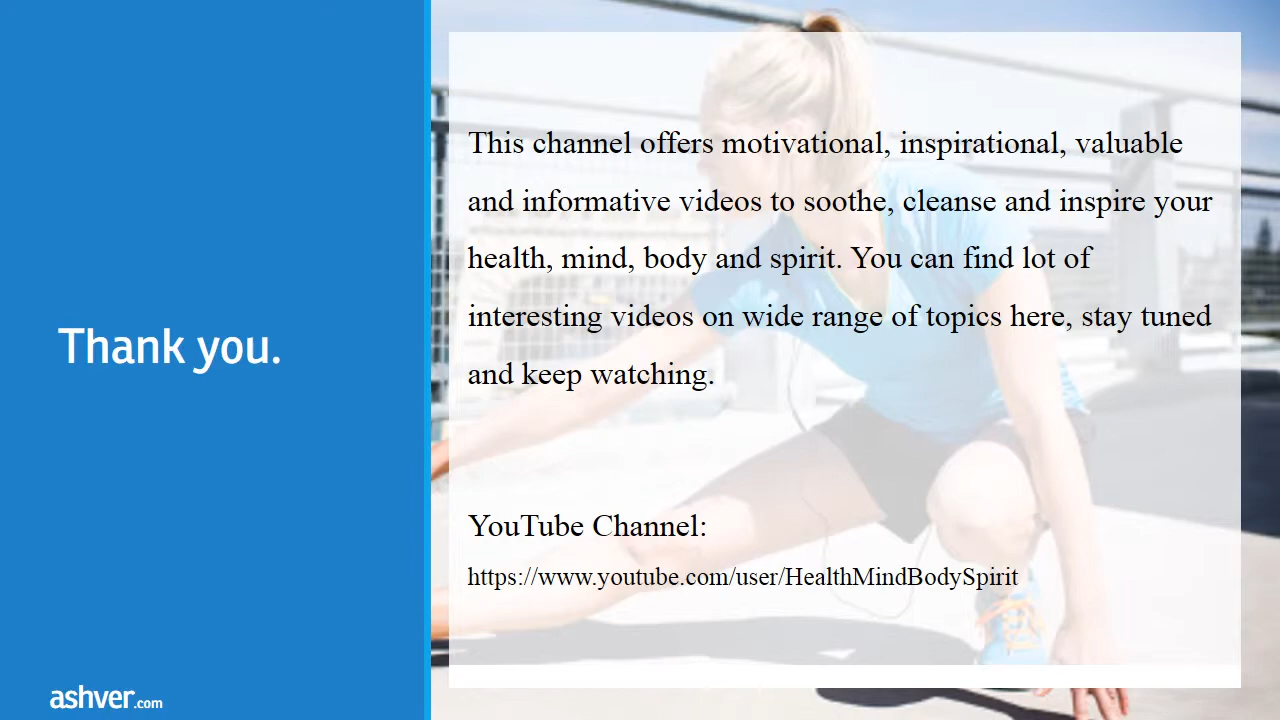 Thank you.
ashver.com
This channel offers motivational, inspirational, valuable
and informative videos to soothe, cleanse and inspire your
health, mind, body and spirit. You can find lot of
interesting videos on wide range of topics here, stay tuned
and keep watching.
YouTube Channel:
https://www.youtube.com/user/HealthMindBodySpirit